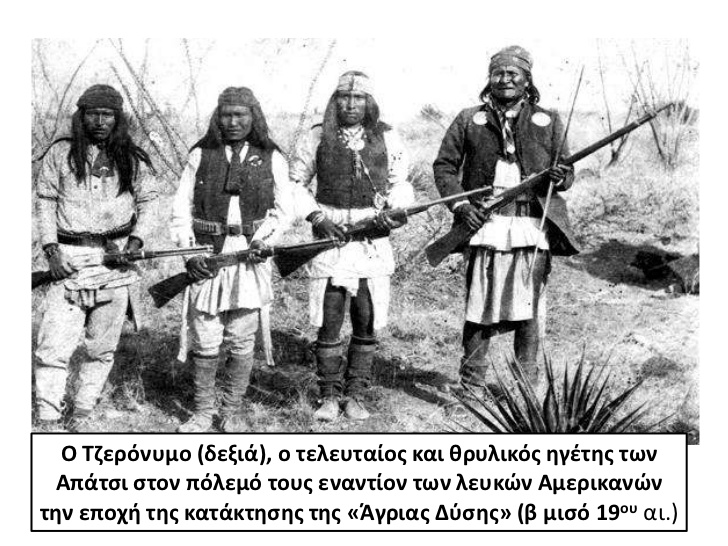 Ο Τζερόνυμο (δεξιά), ο τελευταίος και θρυλικός ηγέτης των
Απάτσι στον πόλεμό τους εναντίον των λευκών Αμερικανών
την εποχή της κατάκτησης της «Άγριας Δύσης» (β μισό 19ου αι.)